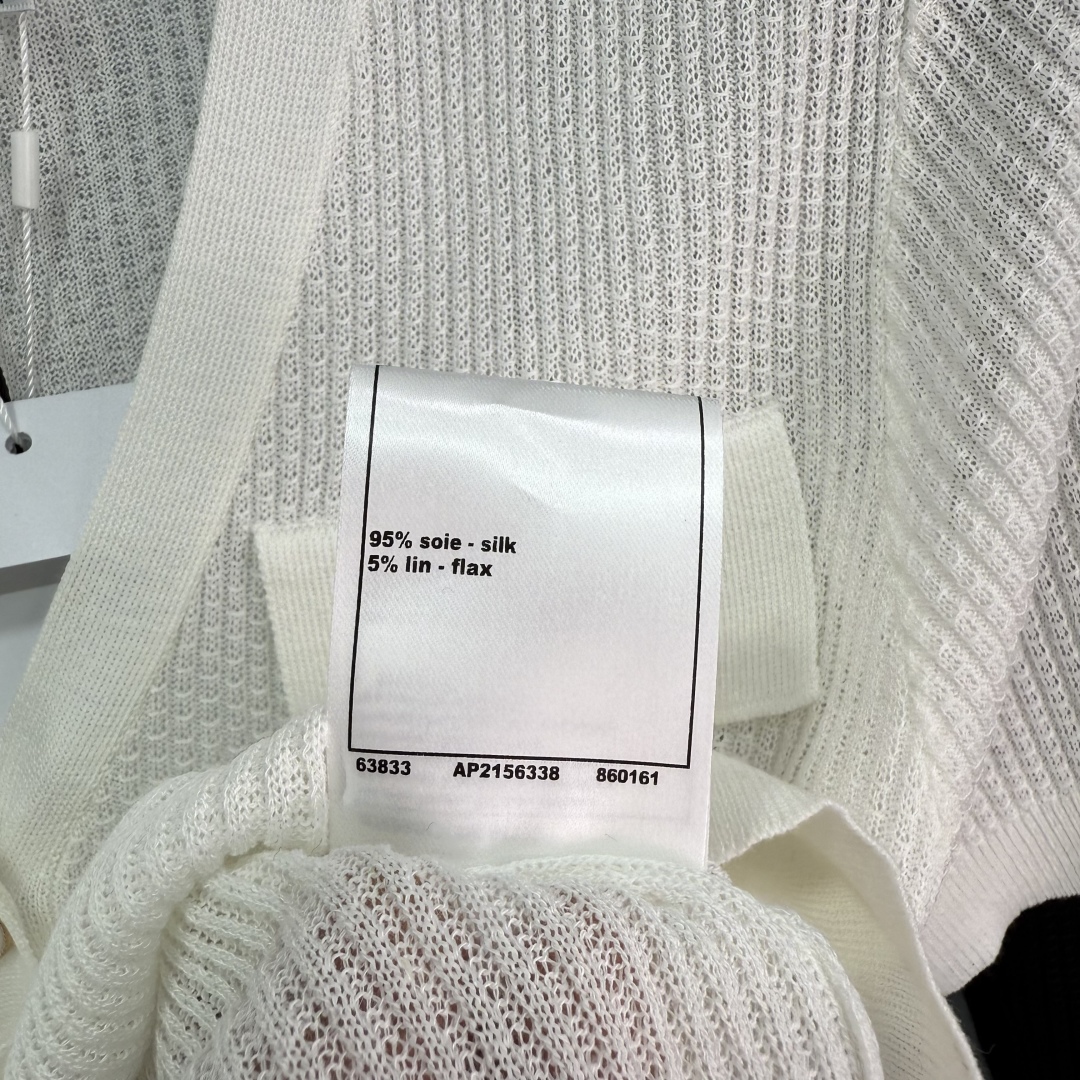 95% soie - silk
5% lin - flax
63833 AP2156338 860161